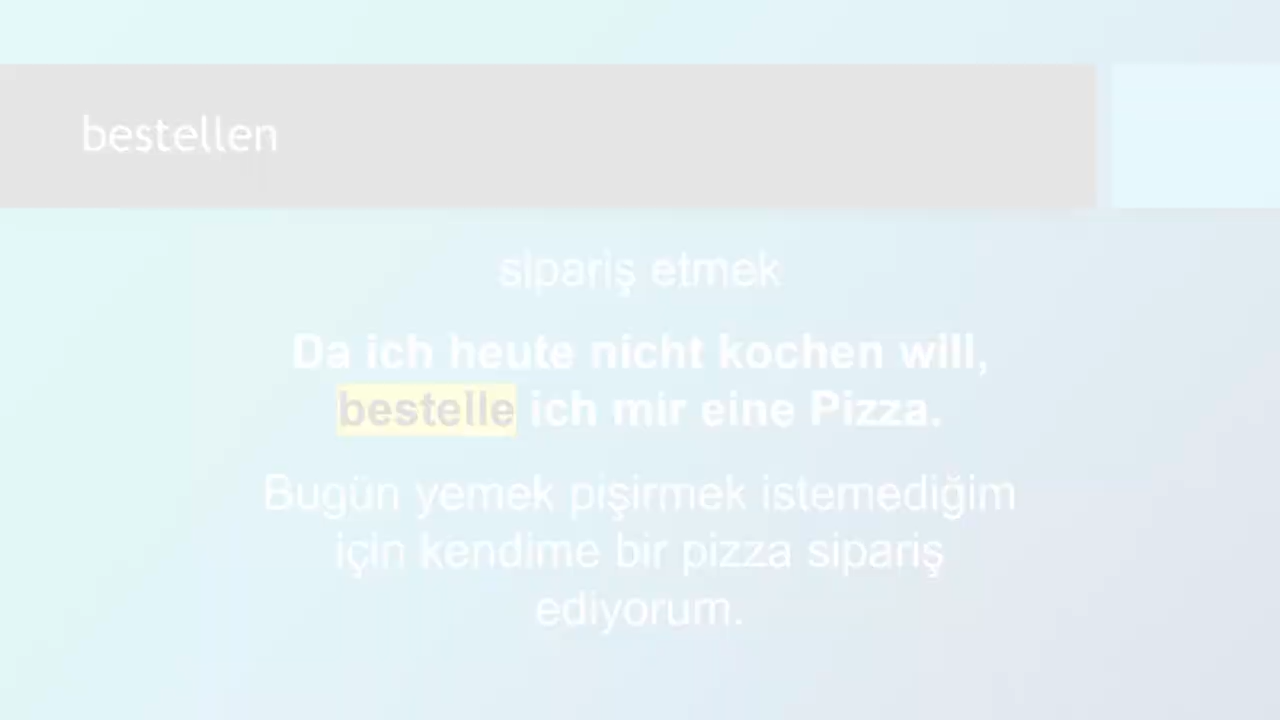 bestellen
sipariş etmek
Da ich heute nicht kochen will,
bestelle ich mir eine Pizza.
Bugün yemek pişirmek istemediğim
için kendime bir pizza sipariş
ediyorum.